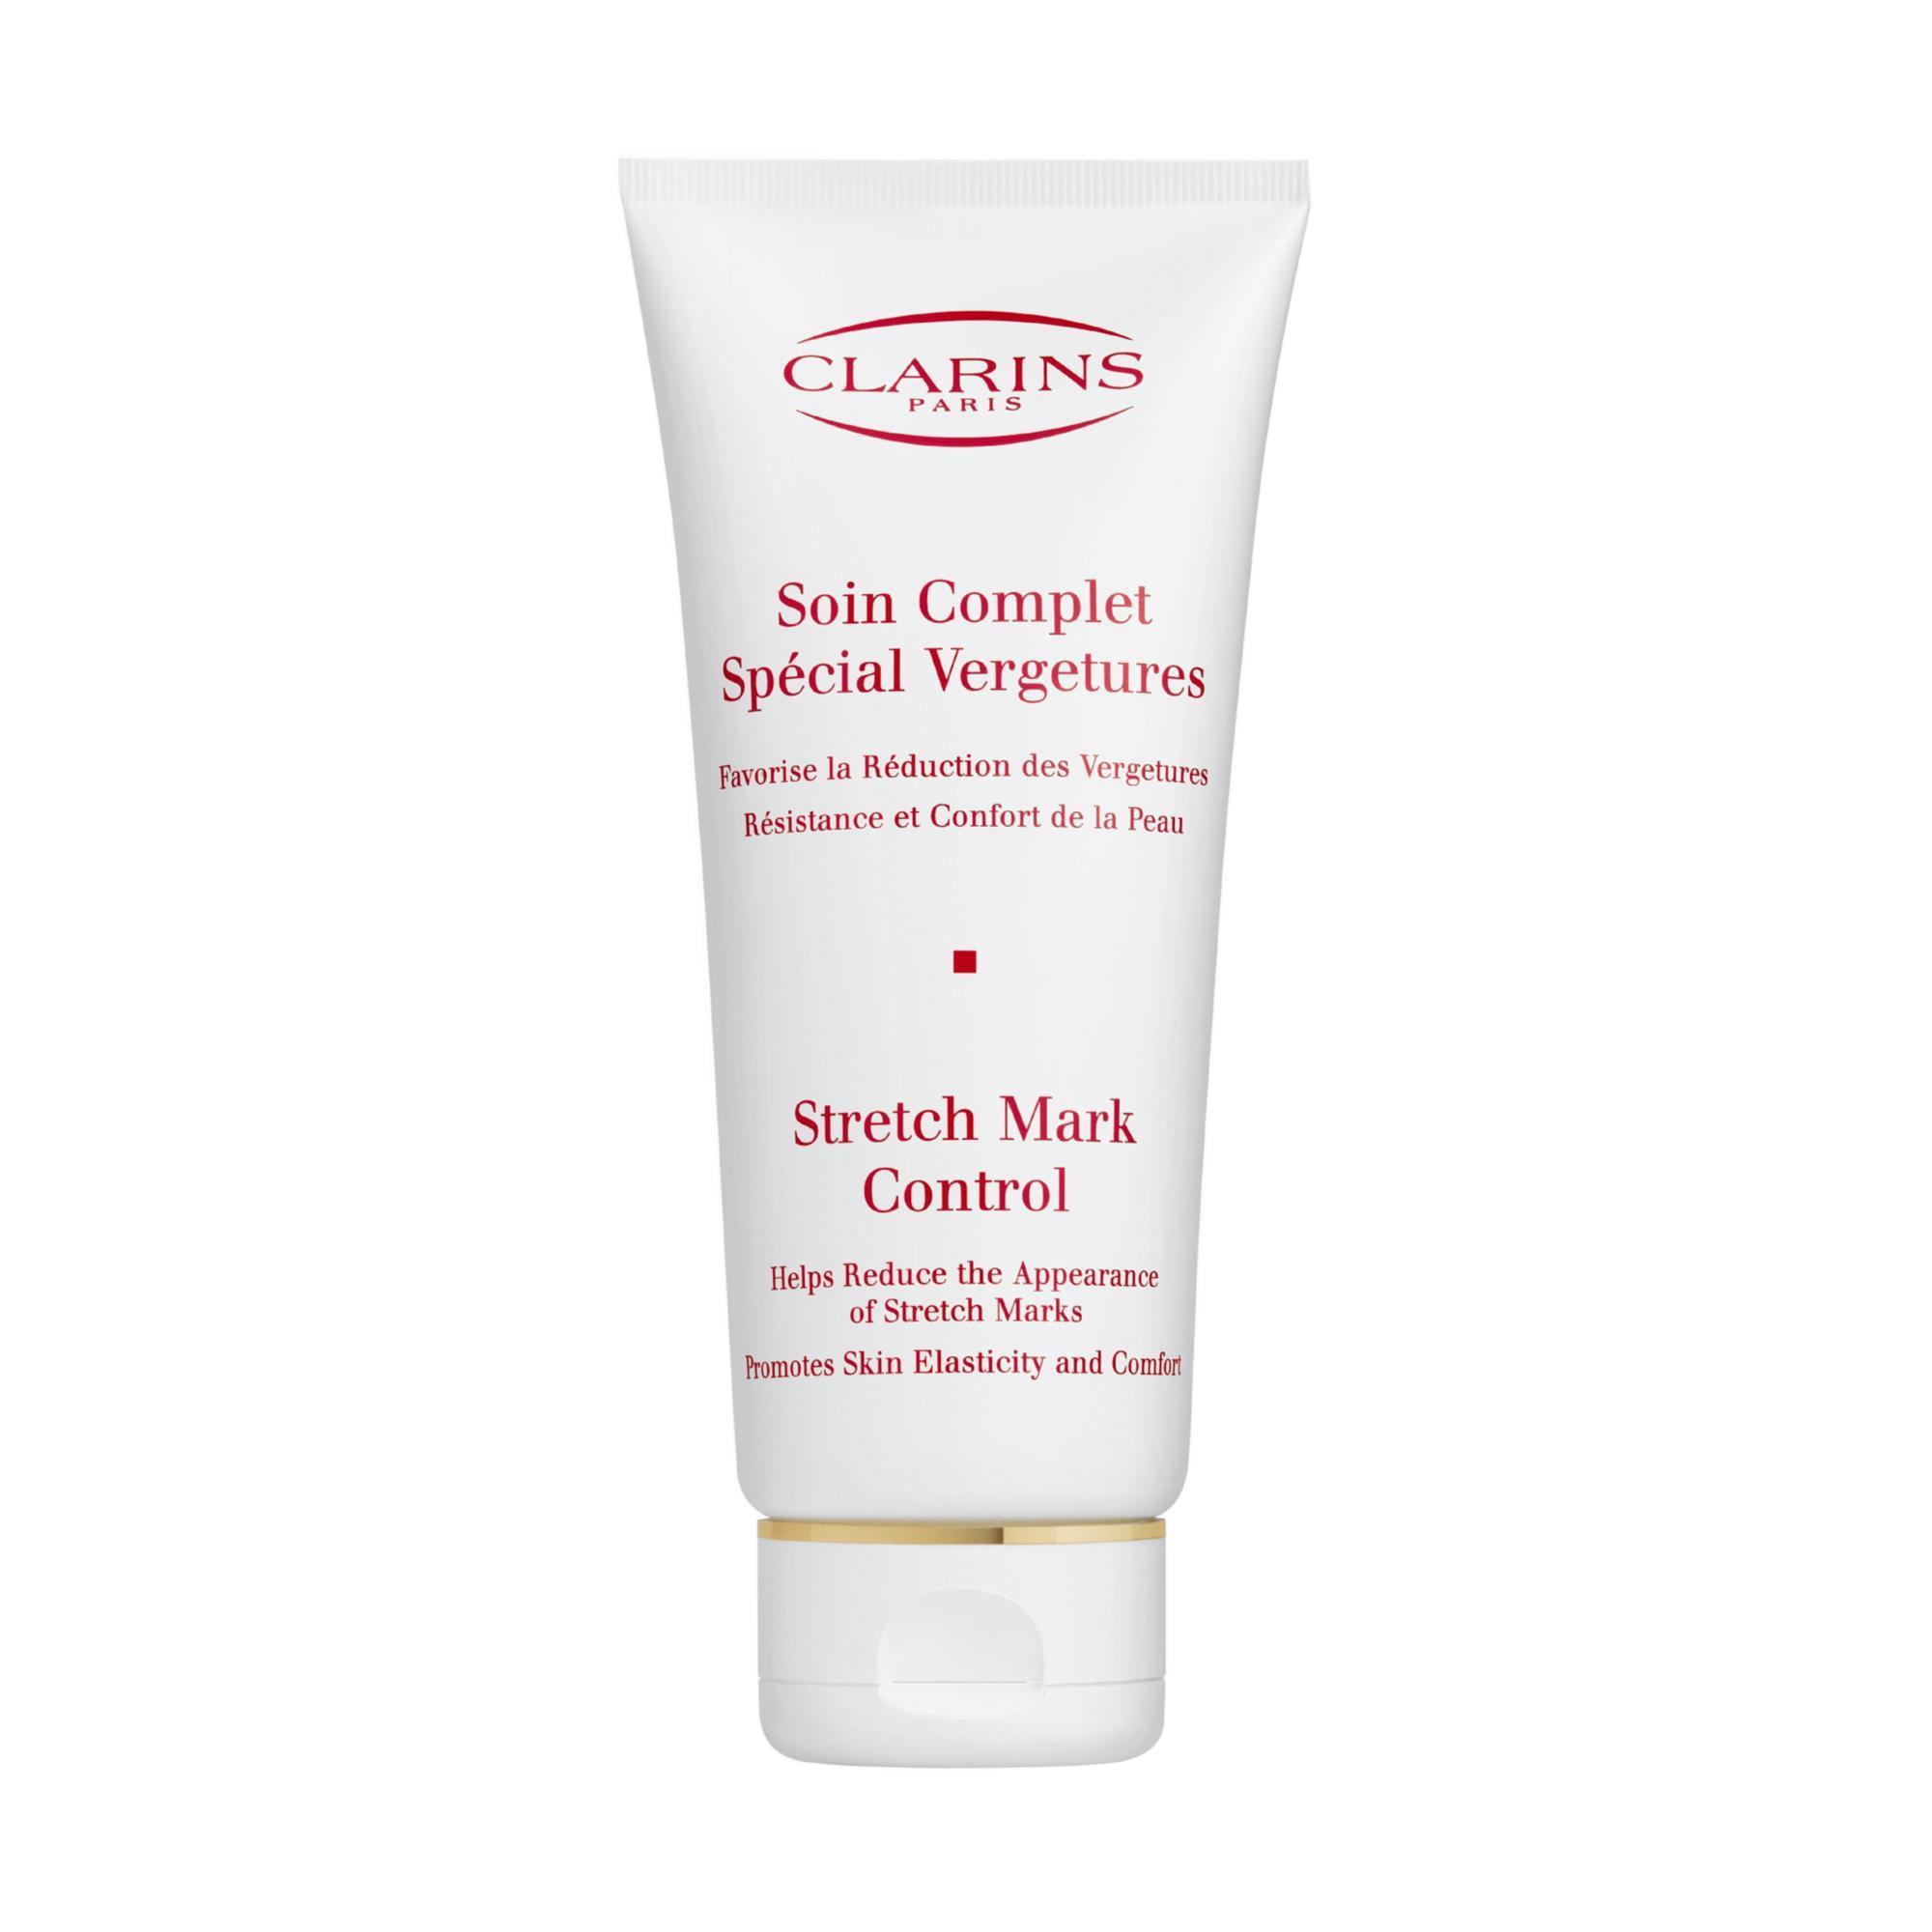 CLARINS
PARIS
Soin Complet
Spécial Vergetures
Favorise la Réduction des Vergetures
Résistance et Confort de la Peau
Stretch Mark
Control
Helps Reduce the Appearance
of Stretch Marks
Promotes Skin Elasticity and Comfort